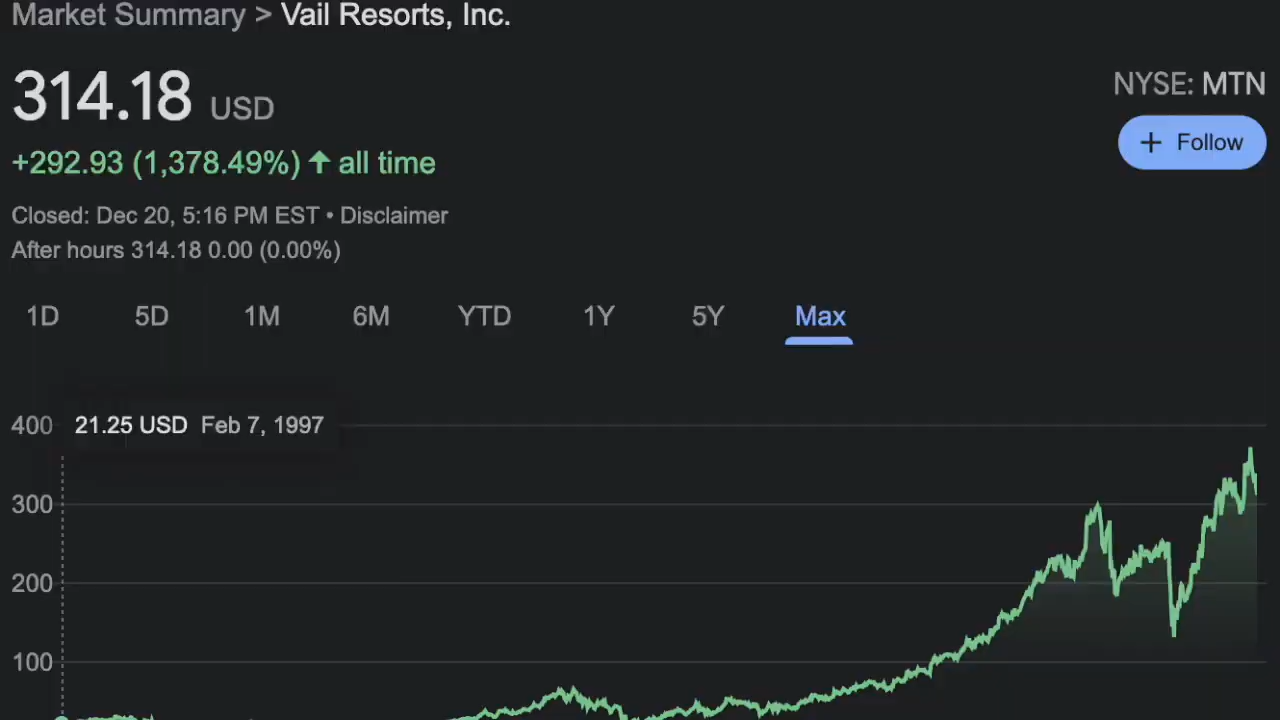 Market Summary > Vail Resorts, Inc.
314.18 USD
NYSE: MTN
+292.93 (1,378.49%) ↑ all time
+ Follow
Closed: Dec 20, 5:16 PM EST • Disclaimer
After hours 314.18 0.00 (0.00%)
1D 5D 1M 6M YTD 1Y 5Y Max
400 21.25 USD Feb 7, 1997
300
200
100